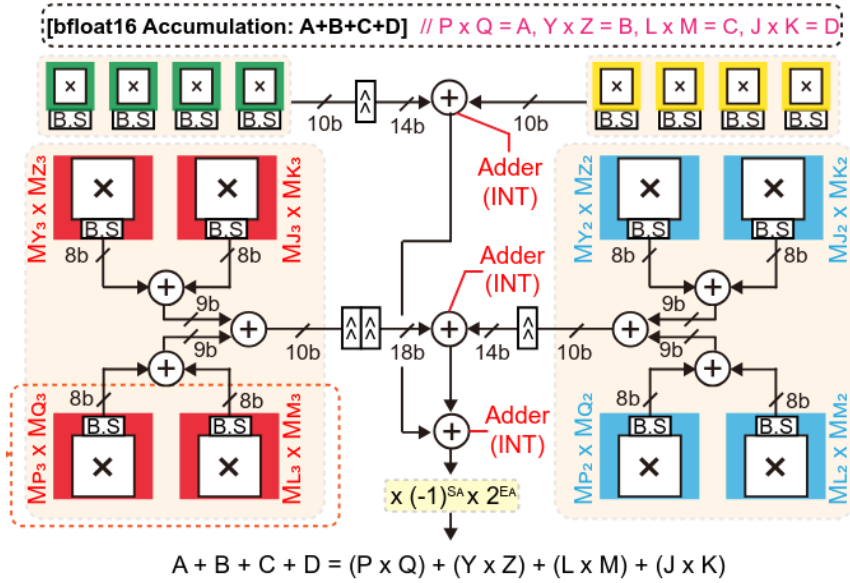 [bfloat16 Accumulation: A+B+C+D] // P x Q = A, Y x Z = B, L x M = C, J x K = D
× × × × × × × ×
B.S B.S B.S B.S B.S B.S B.S B.S
<< + 
10b 14b 10b
Adder
(INT)
MY₃ x MZ₃ × × MJ₃ x MK₃
B.S B.S
8b 8b
+
9b
+
9b
+
8b 8b
B.S B.S
MP₃ x MQ₃ × × ML₃ x MM₃
10b << << 18b + 14b << 10b
Adder
(INT)
+
Adder
(INT)
MY₂ x MZ₂ × × MJ₂ x MK₂
B.S B.S
8b 8b
+
9b
+
9b
+
8b 8b
B.S B.S
MP₂ x MQ₂ × × ML₂ x MM₂
x (-1)^SA x 2^EA
A + B + C + D = (P x Q) + (Y x Z) + (L x M) + (J x K)